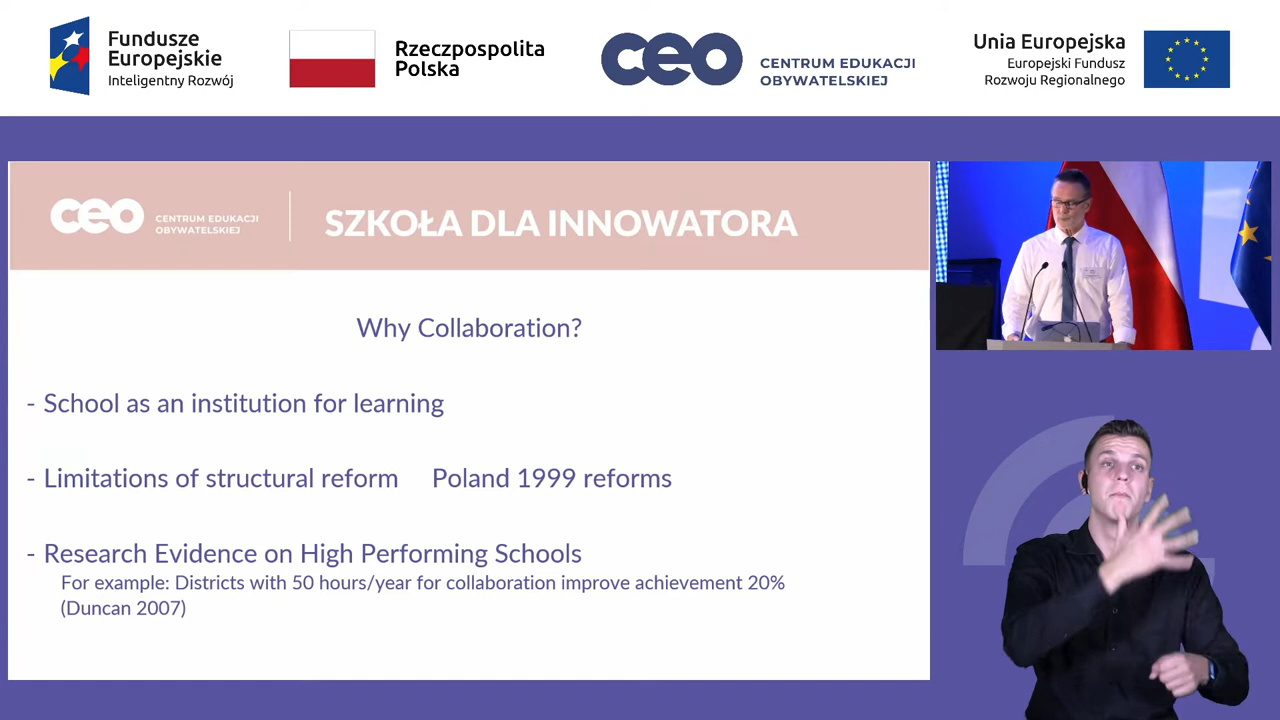 Fundusze
Europejskie
Inteligentny Rozwój
Rzeczpospolita
Polska
ceo
CENTRUM EDUKACJI
OBYWATELSKIEJ
Unia Europejska
Europejski Fundusz
Rozwoju Regionalnego
ceo
CENTRUM EDUKACJI
OBYWATELSKIEJ
SZKOŁA DLA INNOWATORA
Why Collaboration?
- School as an institution for learning
- Limitations of structural reform Poland 1999 reforms
- Research Evidence on High Performing Schools
For example: Districts with 50 hours/year for collaboration improve achievement 20%
(Duncan 2007)